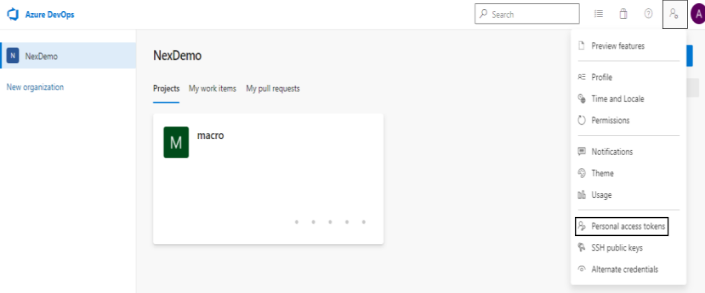 Azure DevOps
Search
A
N NexDemo
New organization
NexDemo
Projects My work items My pull requests
M macro
Preview features
Profile
Time and Locale
Permissions
Notifications
Theme
Usage
Personal access tokens
SSH public keys
Alternate credentials